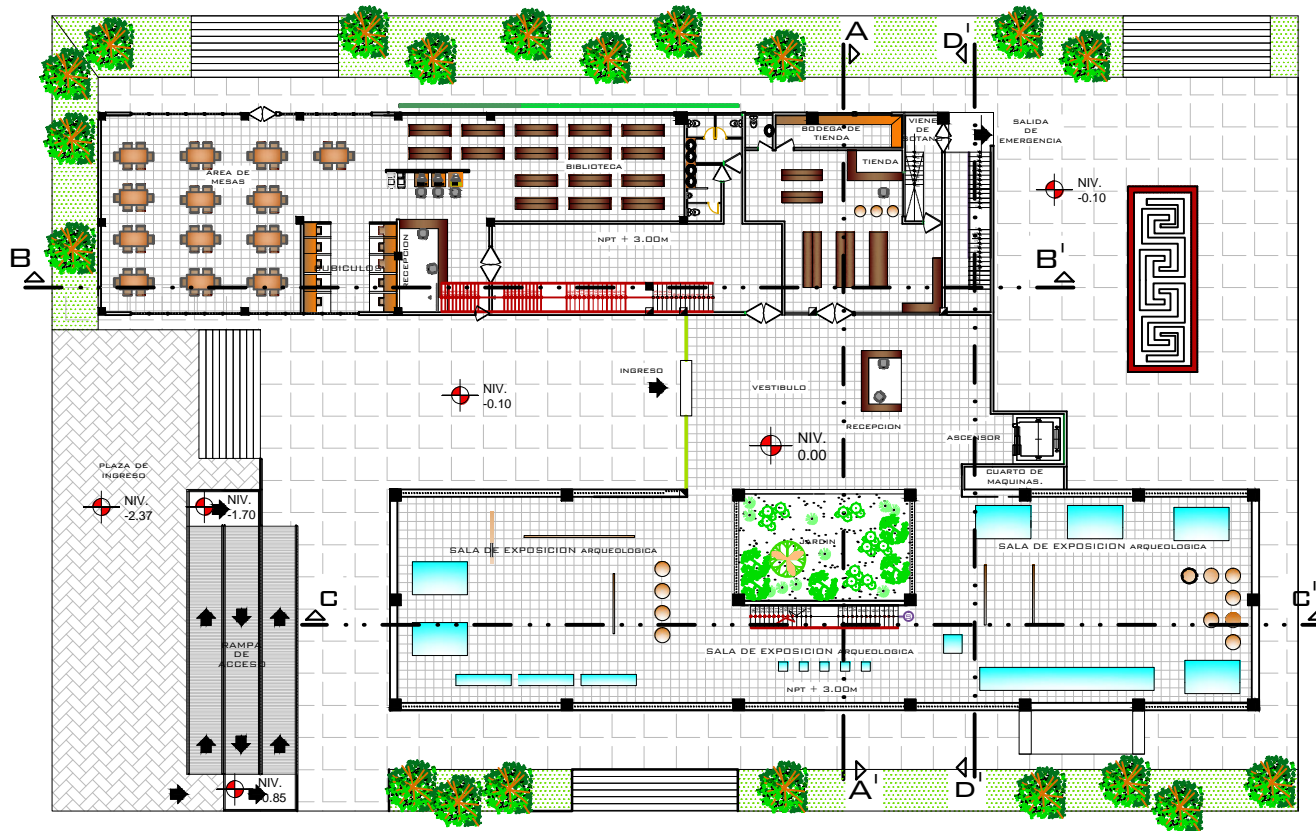 A
D'
BODEGA DE
TIENDA
VIENE
DE
SOTANO
SALIDA
DE
EMERGENCIA
TIENDA
BIBLIOTECA
AREA DE
MESAS
NIV.
-0.10
B
CUBICULOS
RECEPCION
NPT + 3.00M
B'
INGRESO
VESTIBULO
NIV.
-0.10
RECEPCION
NIV.
0.00
ASCENSOR
CUARTO DE
MAQUINAS.
PLAZA DE
INGRESO
NIV.
-2.37
NIV.
-1.70
SALA DE EXPOSICION ARQUEOLOGICA
JARDIN
SALA DE EXPOSICION ARQUEOLOGICA
C
C'
RAMPA
DE
ACCESO
SALA DE EXPOSICION ARQUEOLOGICA
NPT + 3.00M
NIV.
-0.85
A'
D'